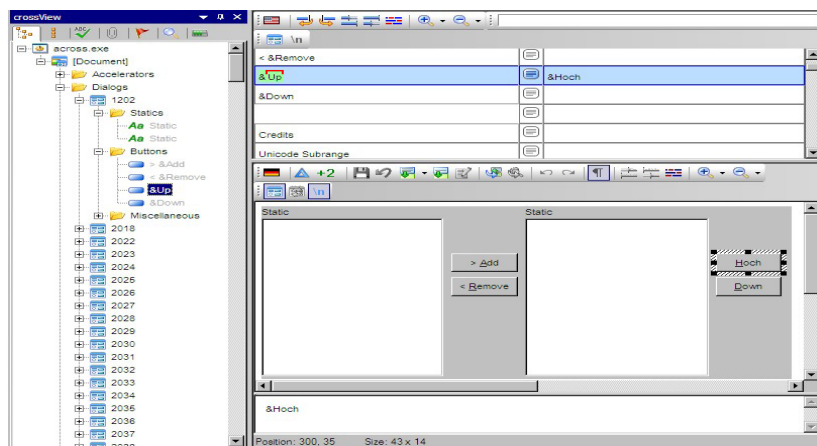 crossView
across.exe
[Document]
Accelerators
Dialogs
1202
Statics
Aa Static
Aa Static
Buttons
> &Add
< &Remove
&Up
&Down
Miscellaneous
2018
2022
2023
2024
2025
2026
2027
2028
2029
2030
2031
2032
2033
2034
2035
2036
2037
ABC
\n
< &Remove
&Up &Hoch
&Down
Credits
Unicode Subrange
+2
\n
Static Static
> Add
< Remove
Hoch
Down
&Hoch
Position: 300, 35 Size: 43 x 14